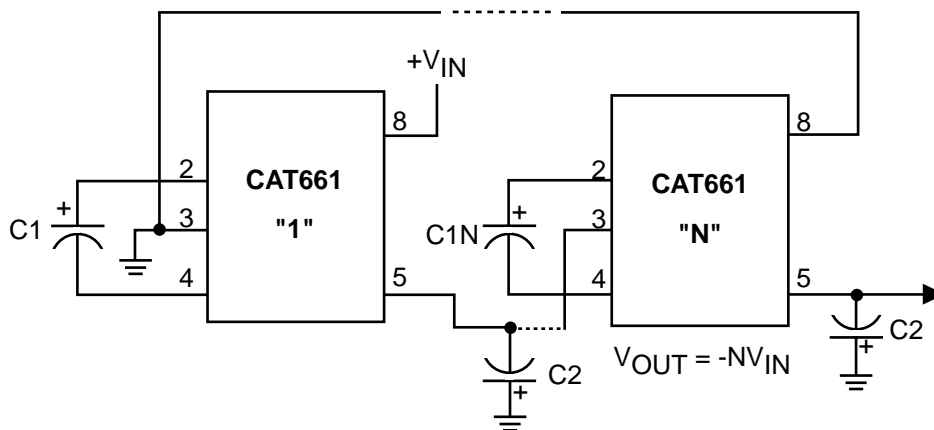 +VIN
8
8
2
CAT661
"1"
C1
+
3
4
5
2
CAT661
"N"
C1N
+
3
4
5
C2
+
C2
+
VOUT = -NVIN